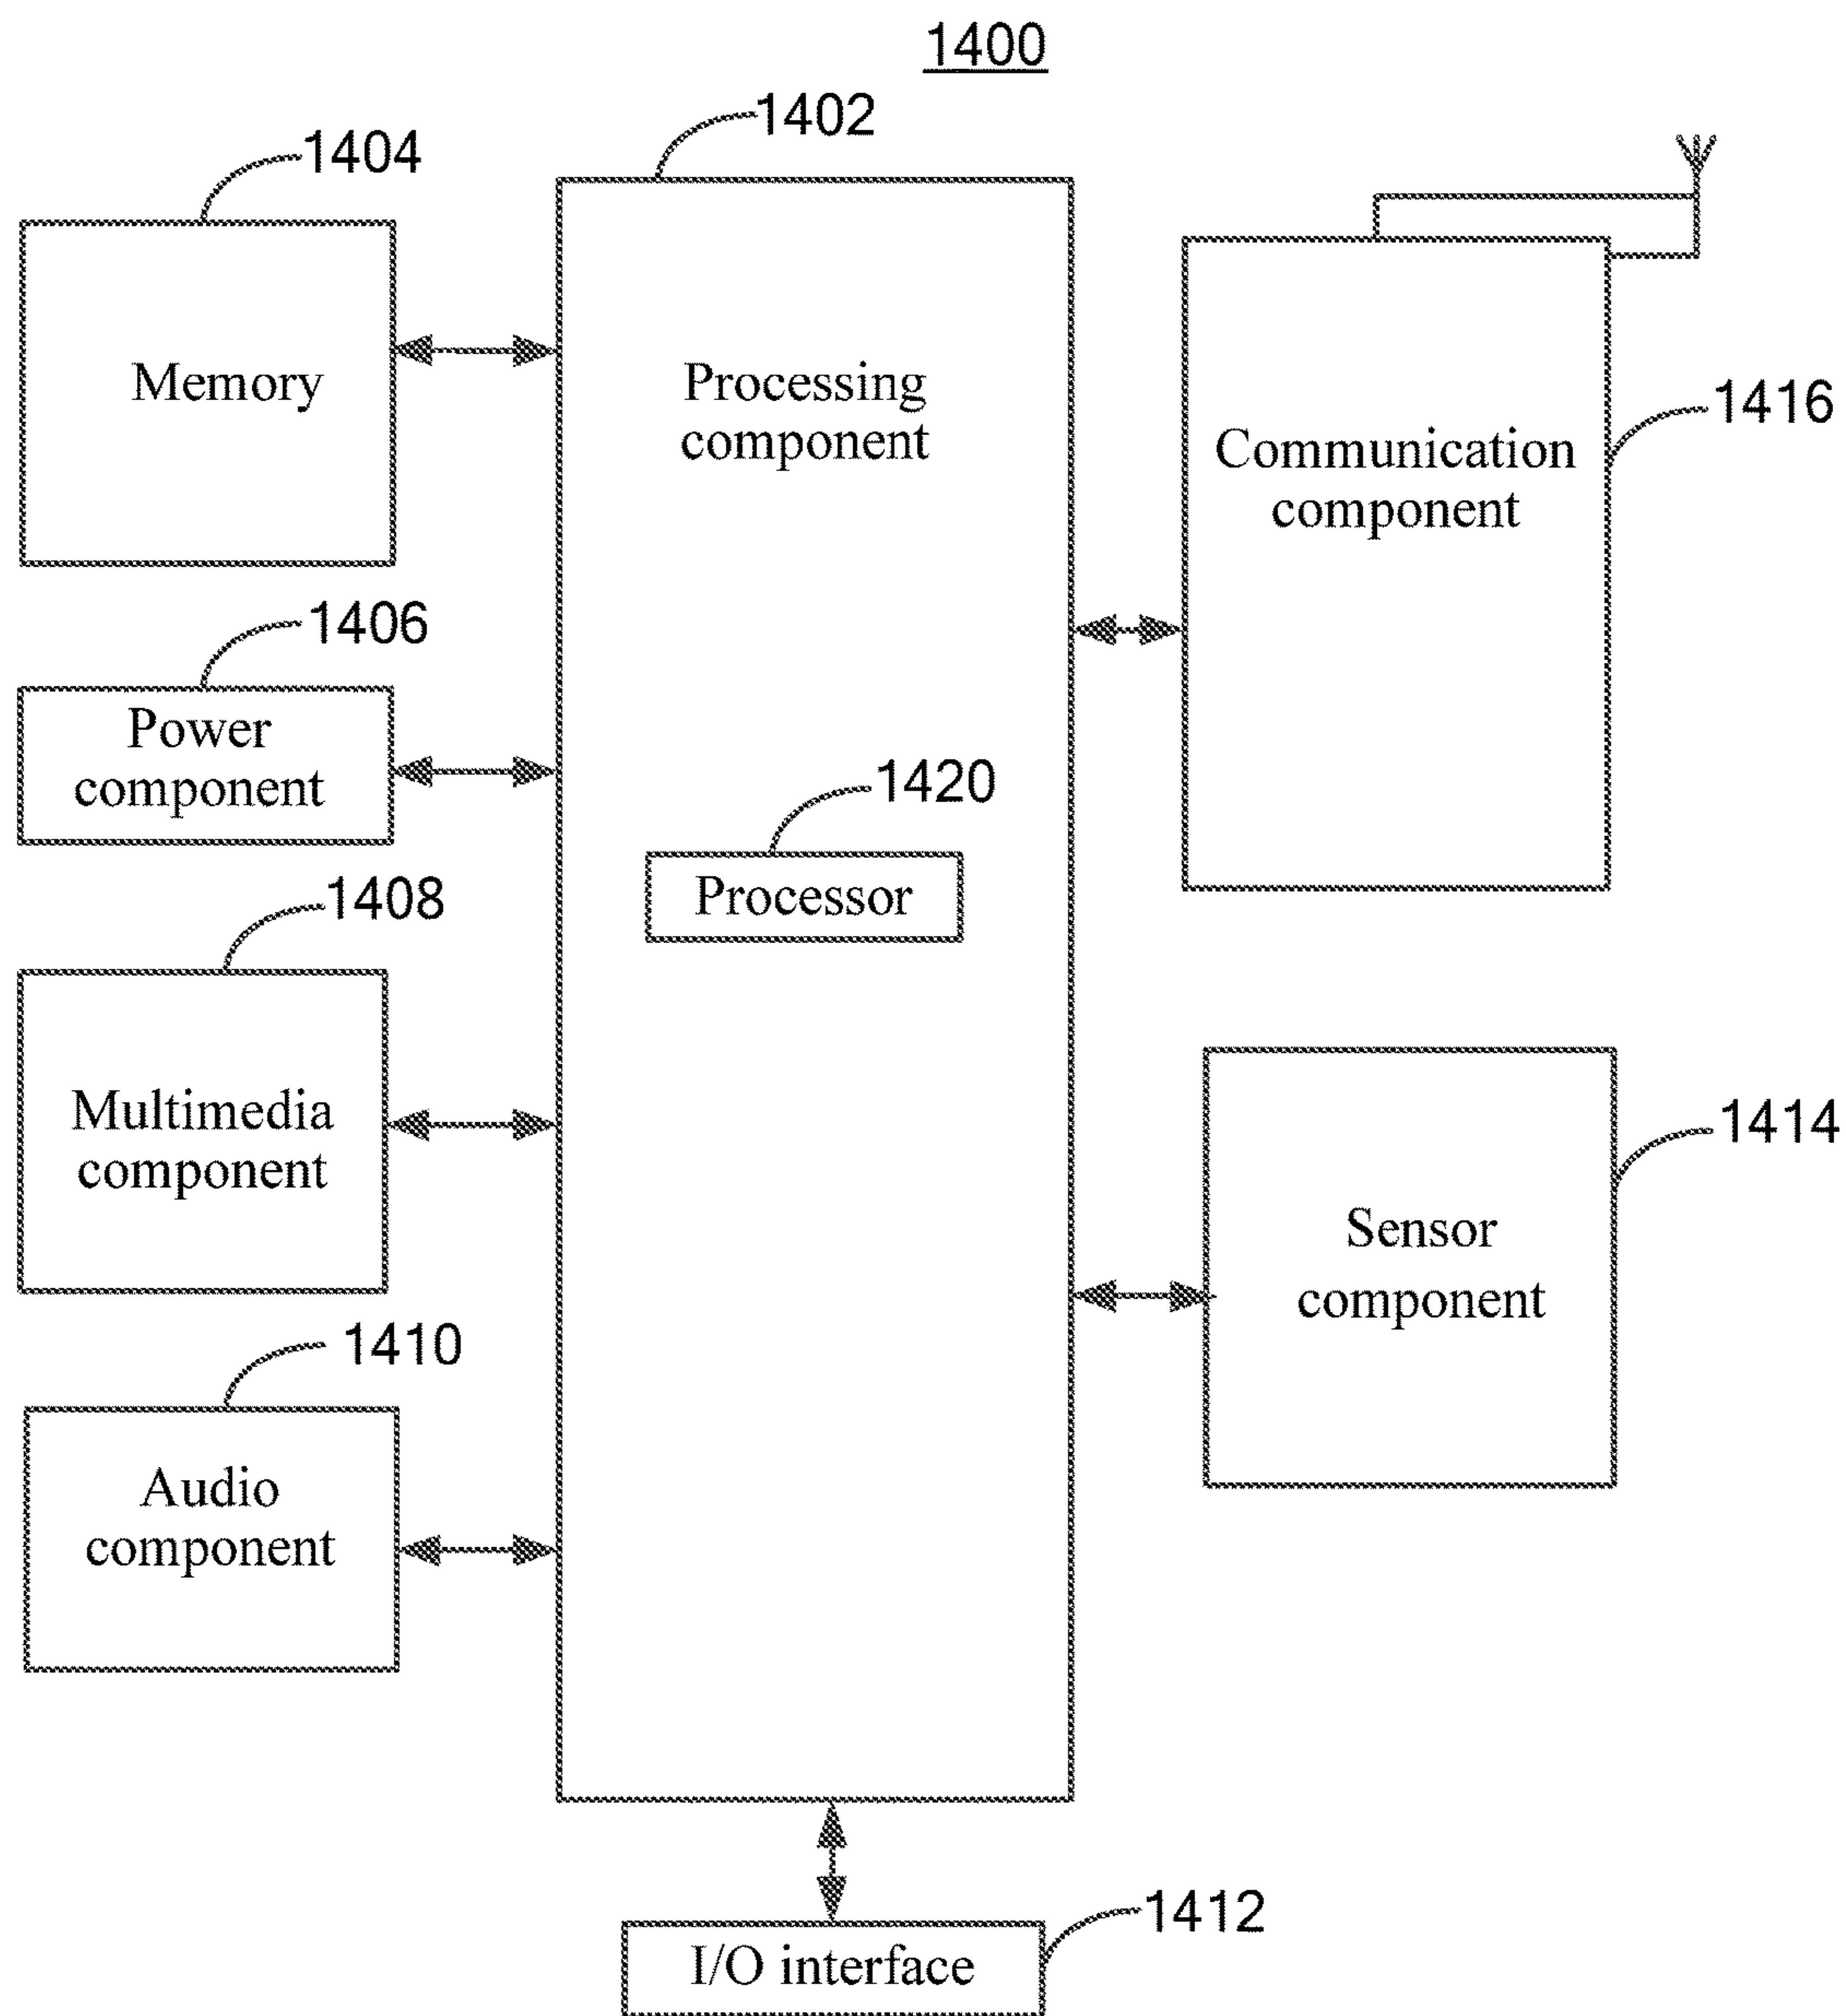 1400
1402
1404
Memory
Processing
component
Communication
component
1416
1406
Power
component
1420
Processor
1408
Multimedia
component
1414
Sensor
component
1410
Audio
component
1412
I/O interface